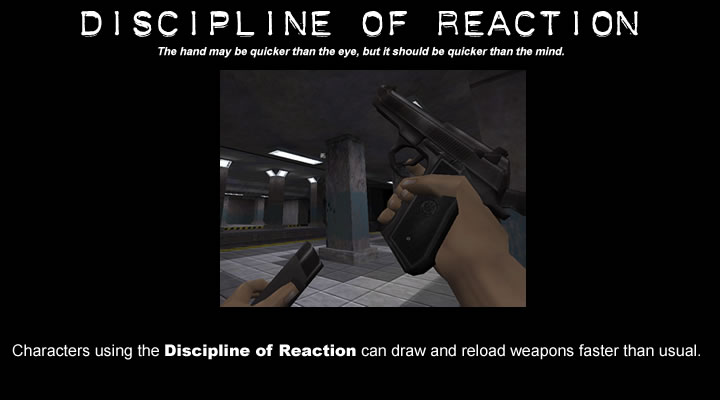 DISCIPLINE OF REACTION
The hand may be quicker than the eye, but it should be quicker than the mind.
Characters using the Discipline of Reaction can draw and reload weapons faster than usual.